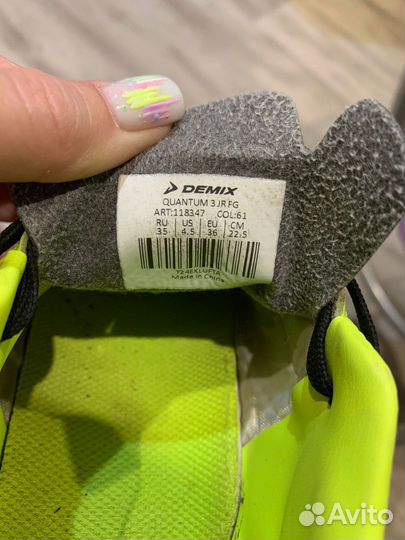 DEMIX
QUANTUM 3 JR FG
ART:118347 COL:61
RU US EU CM
35 4.5 36 22.5
T24EKLUFTA
Made in China
Avito